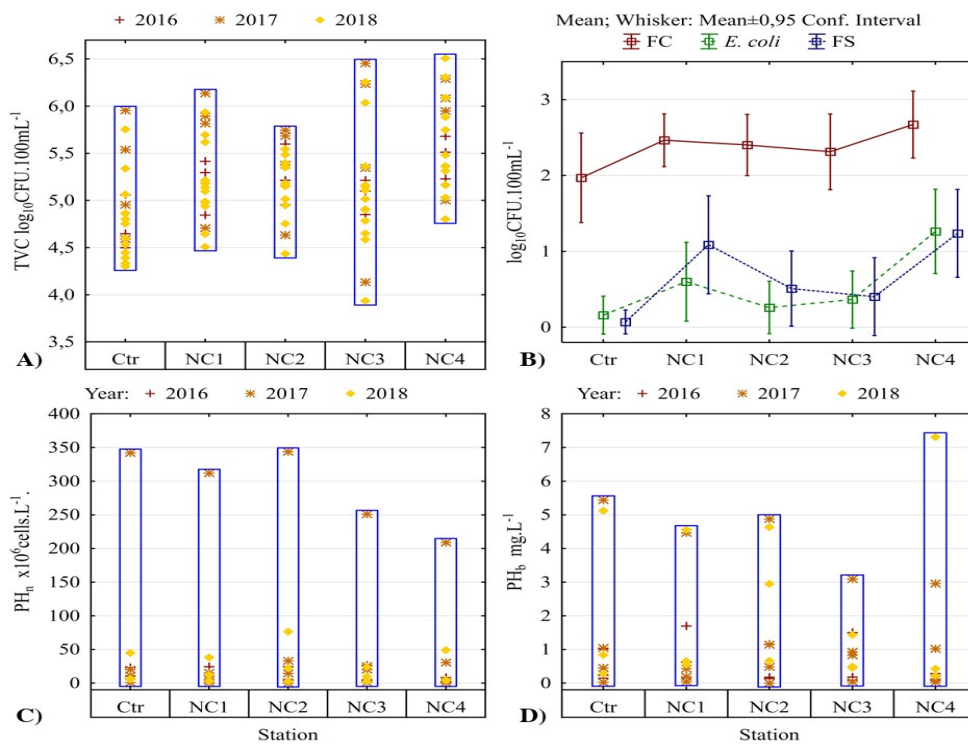 2016 2017 2018
TVC log10CFU.100mL-1
6,5
6,0
5,5
5,0
4,5
4,0
3,5
A)
Ctr NC1 NC2 NC3 NC4
Mean; Whisker: Mean±0,95 Conf. Interval
FC E. coli FS
log10CFU.100mL-1
3
2
1
0
B)
Ctr NC1 NC2 NC3 NC4
Year: 2016 2017 2018
PHn x10⁶cells.L-1.
400
350
300
250
200
150
100
50
0
C)
Ctr NC1 NC2 NC3 NC4
Station
Year: 2016 2017 2018
PHb mg.L-1
8
7
6
5
4
3
2
1
0
D)
Ctr NC1 NC2 NC3 NC4
Station